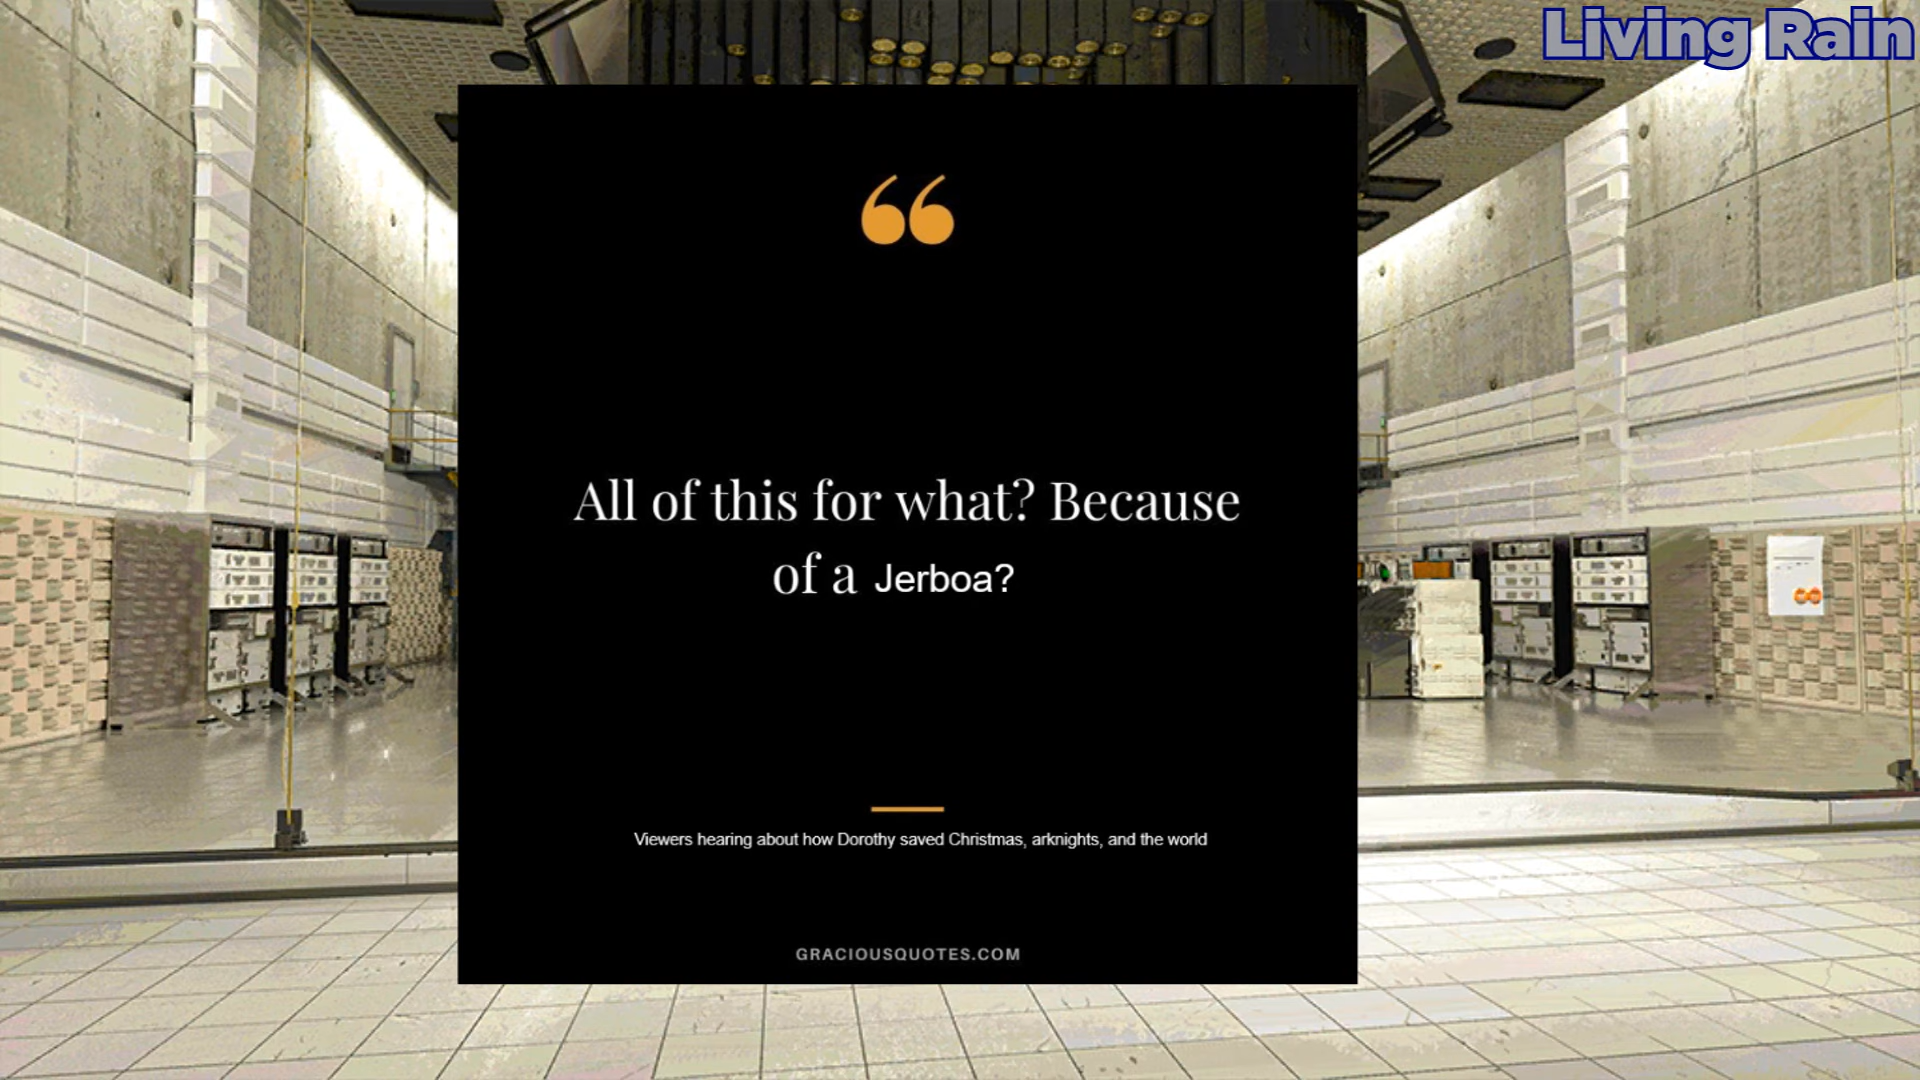 Living Rain
“
All of this for what? Because
of a Jerboa?
Viewers hearing about how Dorothy saved Christmas, arknights, and the world
GRACIOUSQUOTES.COM